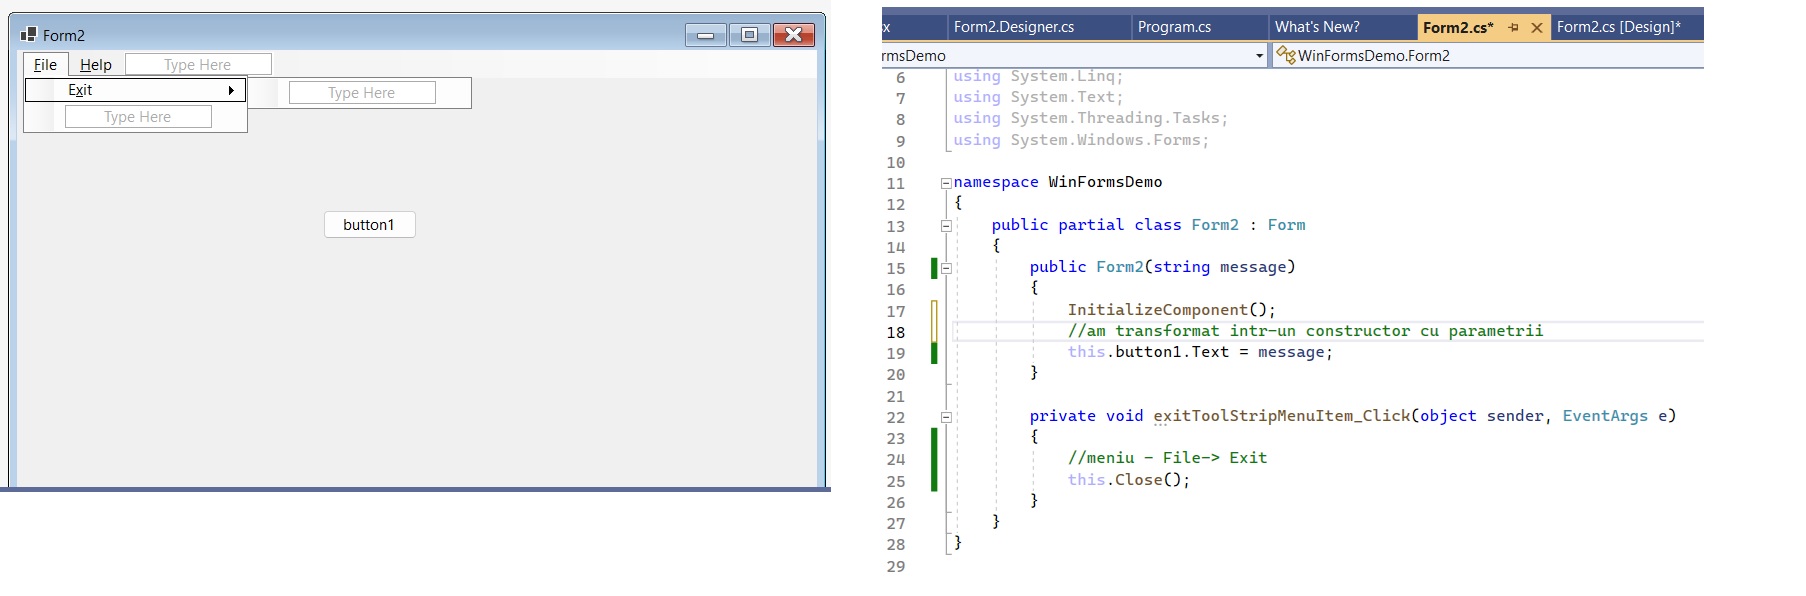 Form2
File Help Type Here
Exit Type Here
Type Here
button1
x Form2.Designer.cs Program.cs What's New? Form2.cs* Form2.cs [Design]*
rmsDemo WinFormsDemo.Form2
6 using System.Linq;
7 using System.Text;
8 using System.Threading.Tasks;
9 using System.Windows.Forms;
10
11 namespace WinFormsDemo
12 {
13 public partial class Form2 : Form
14 {
15 public Form2(string message)
16 {
17 InitializeComponent();
18 //am transformat intr-un constructor cu parametrii
19 this.button1.Text = message;
20 }
21
22 private void exitToolStripMenuItem_Click(object sender, EventArgs e)
23 {
24 //meniu - File-> Exit
25 this.Close();
26 }
27 }
28 }
29